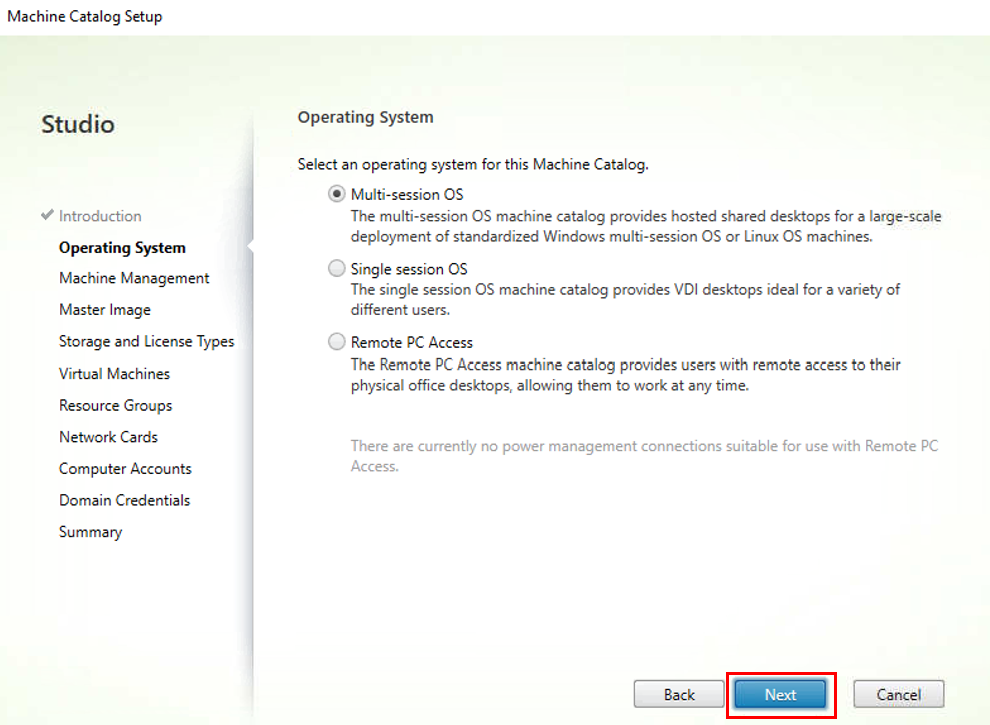 Machine Catalog Setup
Studio
Introduction
Operating System
Machine Management
Master Image
Storage and License Types
Virtual Machines
Resource Groups
Network Cards
Computer Accounts
Domain Credentials
Summary
Operating System
Select an operating system for this Machine Catalog.
Multi-session OS
The multi-session OS machine catalog provides hosted shared desktops for a large-scale
deployment of standardized Windows multi-session OS or Linux OS machines.
Single session OS
The single session OS machine catalog provides VDI desktops ideal for a variety of
different users.
Remote PC Access
The Remote PC Access machine catalog provides users with remote access to their
physical office desktops, allowing them to work at any time.
There are currently no power management connections suitable for use with Remote PC
Access.
Back
Next
Cancel